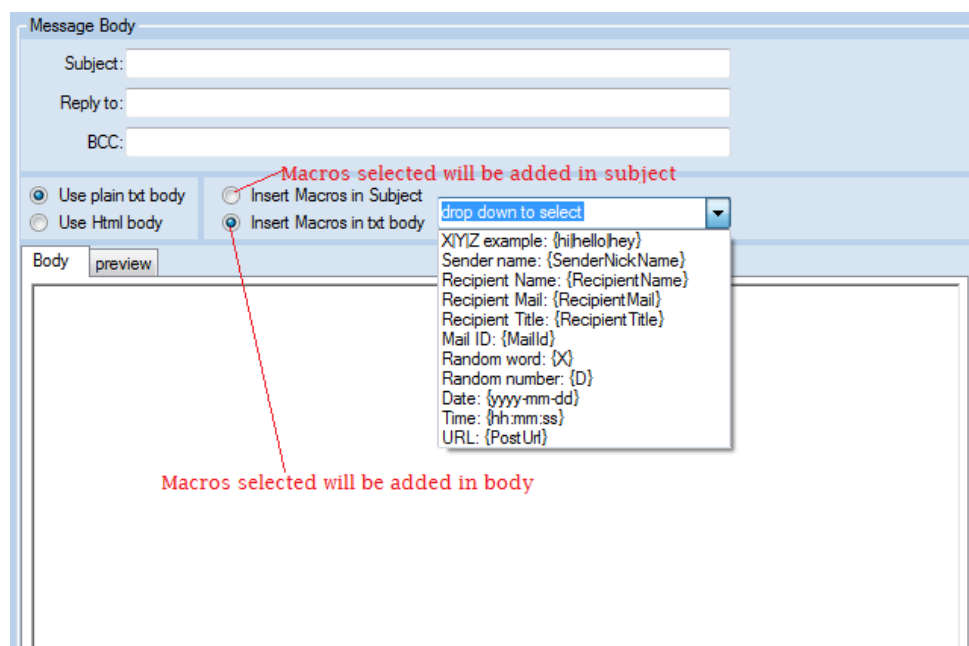 Message Body
Subject:
Reply to:
BCC:
Macros selected will be added in subject
Use plain txt body
Insert Macros in Subject
Use Html body
Insert Macros in txt body
drop down to select
Body
preview
X|Y|Z example: {hi|hello|hey}
Sender name: {SenderNickName}
Recipient Name: {RecipientName}
Recipient Mail: {RecipientMail}
Recipient Title: {RecipientTitle}
Mail ID: {MailId}
Random word: {X}
Random number: {D}
Date: {yyyy-mm-dd}
Time: {hh:mm:ss}
URL: {PostUrl}
Macros selected will be added in body